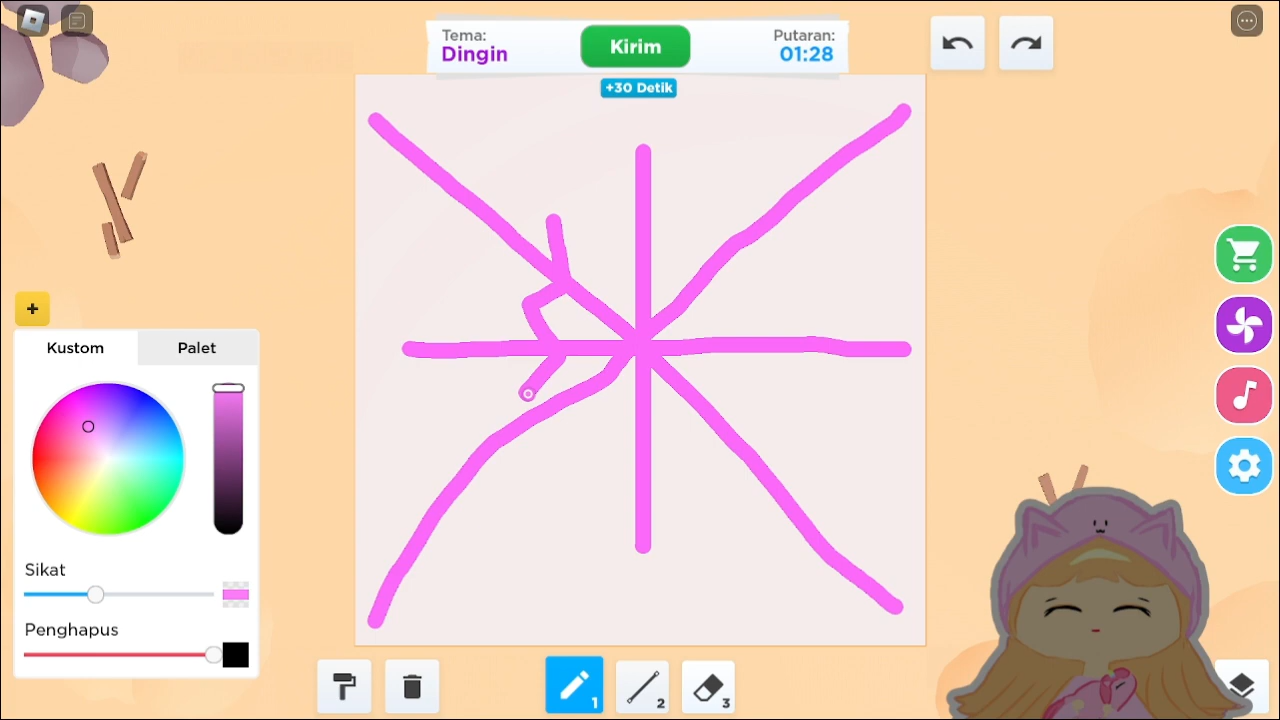 Tema:
Dingin
Kirim
Putaran:
01:28
+30 Detik
+
Kustom
Palet
Sikat
Penghapus
1
2
3